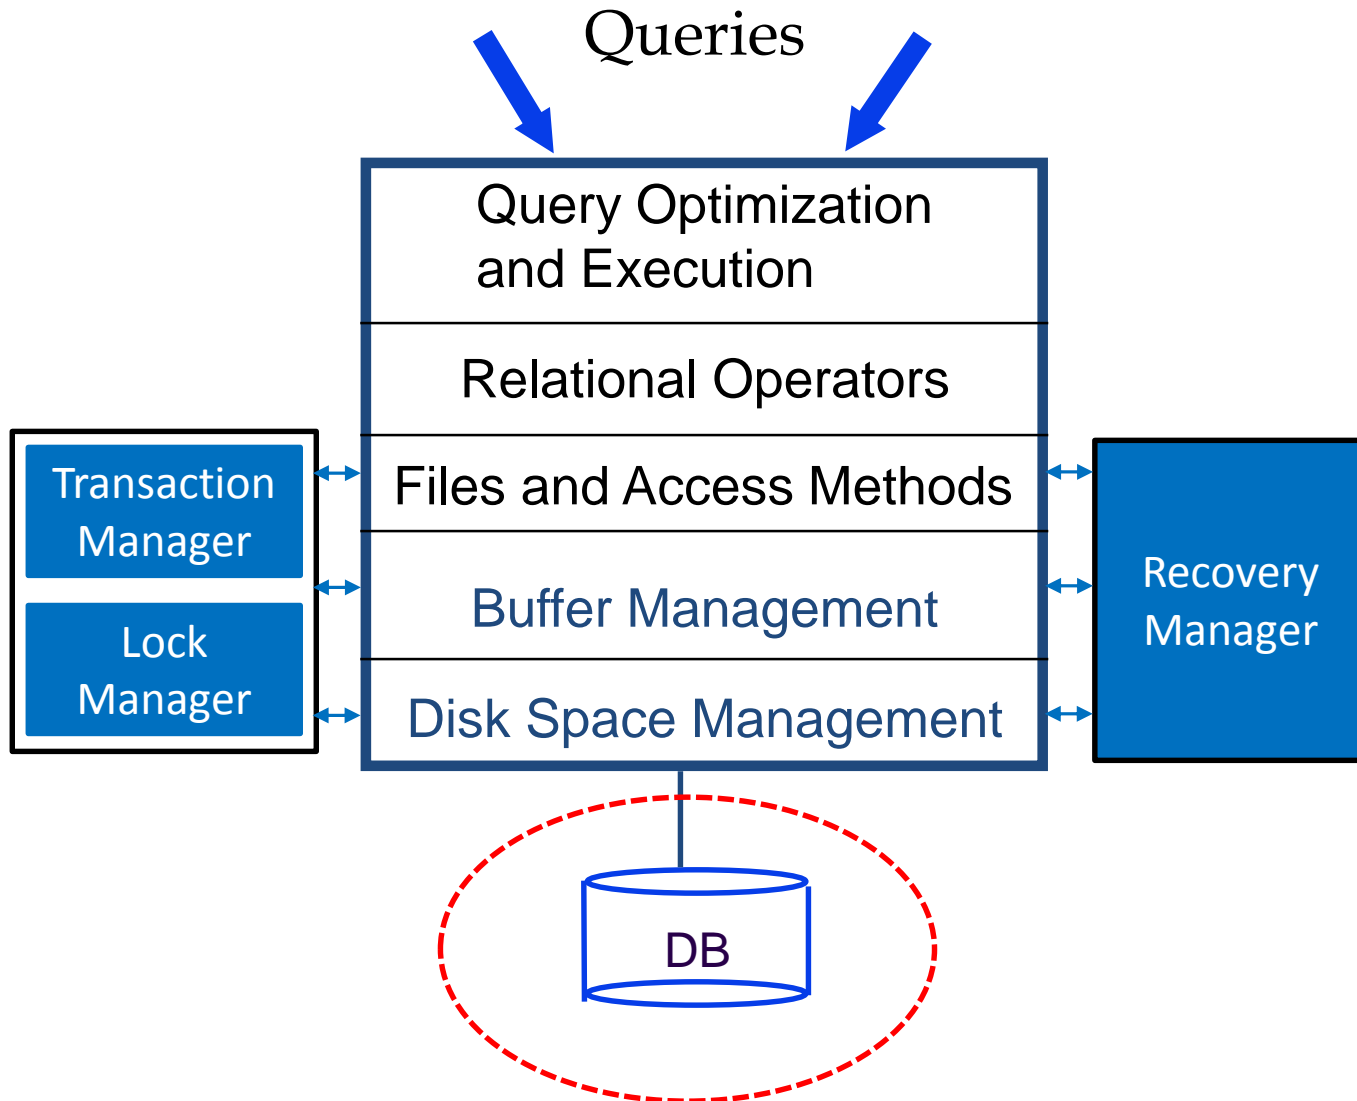 Queries
Query Optimization
and Execution
Relational Operators
Files and Access Methods
Buffer Management
Disk Space Management
Transaction
Manager
Lock
Manager
Recovery
Manager
DB